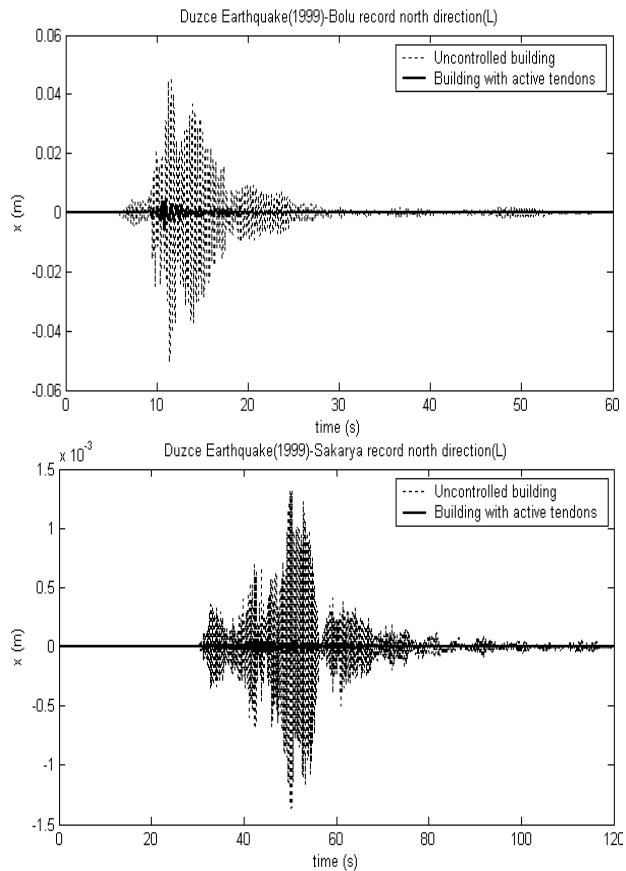 Duzce Earthquake(1999)-Bolu record north direction(L)
0.06
0.04
0.02
0
-0.02
-0.04
-0.06
x (m)
Uncontrolled building
Building with active tendons
0 10 20 30 40 50 60
time (s)
Duzce Earthquake(1999)-Sakarya record north direction(L)
x 10^-3
1.5
1
0.5
0
-0.5
-1
-1.5
x (m)
Uncontrolled building
Building with active tendons
0 20 40 60 80 100 120
time (s)